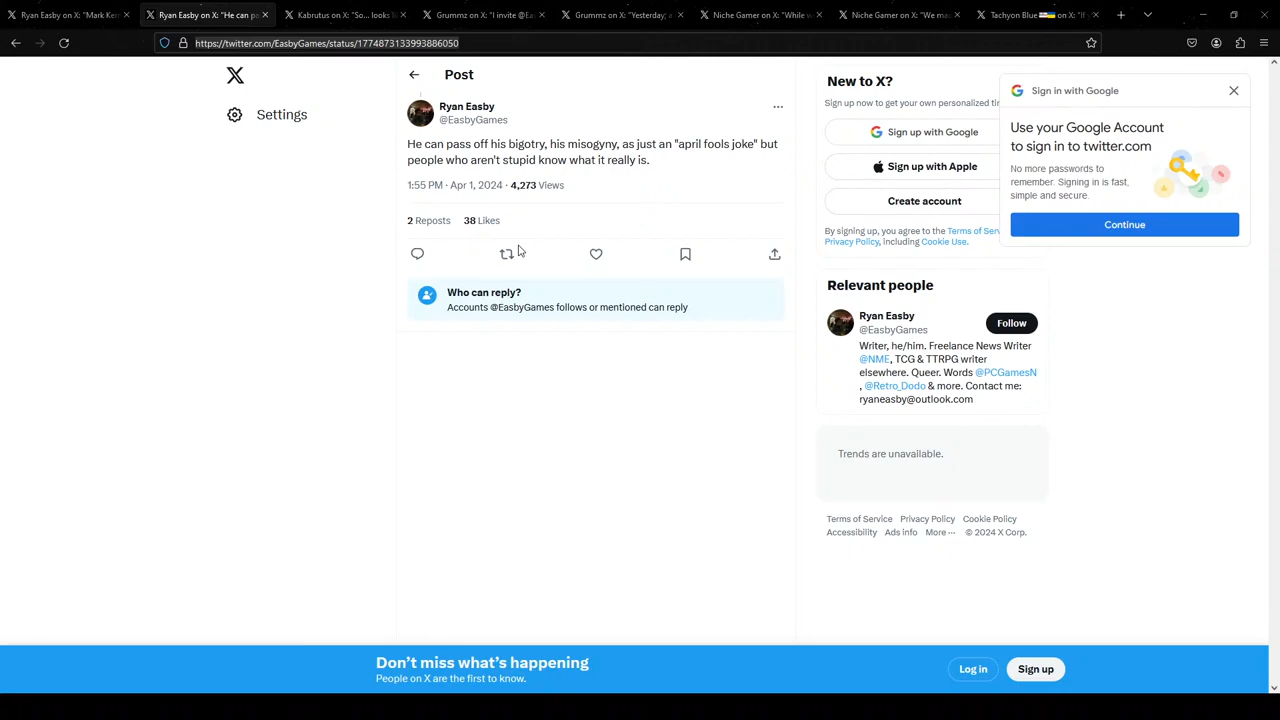 Ryan Easby on X: "Mark Ker
Ryan Easby on X: "He can pa
Kabrutus on X: "So... looks l
Grummz on X: "I invite @Eas
Grummz on X: "Yesterday, a
Niche Gamer on X: "While w
Niche Gamer on X: "We ma
Tachyon Blue on X: "If y
https://twitter.com/EasbyGames/status/1774873133993886050
X
Settings
Post
Ryan Easby
@EasbyGames
He can pass off his bigotry, his misogyny, as just an "april fools joke" but
people who aren't stupid know what it really is.
1:55 PM · Apr 1, 2024 · 4,273 Views
2 Reposts 38 Likes
Who can reply?
Accounts @EasbyGames follows or mentioned can reply
New to X?
Sign up now to get your own personalized tin
Sign up with Google
Sign up with Apple
Create account
By signing up, you agree to the Terms of Serv
Privacy Policy, including Cookie Use.
Sign in with Google
Use your Google Account
to sign in to twitter.com
No more passwords to
remember. Signing in is fast,
simple and secure.
Continue
Relevant people
Ryan Easby
@EasbyGames
Follow
Writer, he/him. Freelance News Writer
@NME, TCG & TTRPG writer
elsewhere. Queer. Words @PCGamesN
, @Retro_Dodo & more. Contact me:
ryaneasby@outlook.com
Trends are unavailable.
Terms of Service Privacy Policy Cookie Policy
Accessibility Ads info More ··· © 2024 X Corp.
Don't miss what's happening
People on X are the first to know.
Log in
Sign up